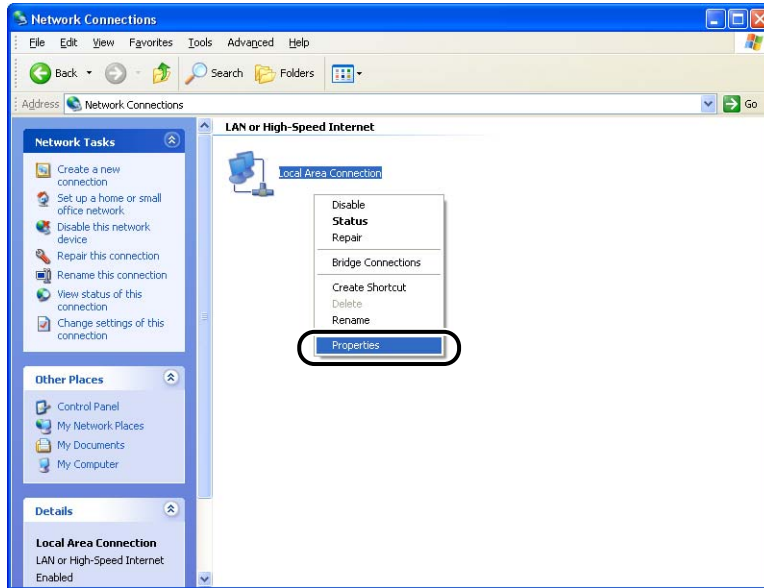 Network Connections
File Edit View Favorites Tools Advanced Help
Back Search Folders
Address Network Connections Go
Network Tasks
Create a new
connection
Set up a home or small
office network
Disable this network
device
Repair this connection
Rename this connection
View status of this
connection
Change settings of this
connection
Other Places
Control Panel
My Network Places
My Documents
My Computer
Details
Local Area Connection
LAN or High-Speed Internet
Enabled
LAN or High-Speed Internet
Local Area Connection
Disable
Status
Repair
Bridge Connections
Create Shortcut
Delete
Rename
Properties